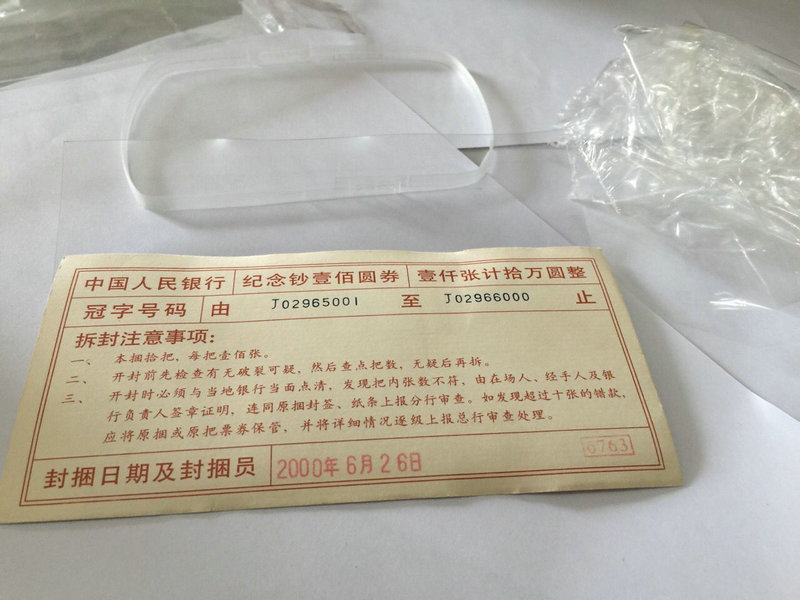 中国人民银行 纪念钞壹佰圆券 壹仟张计拾万圆整
冠字号码 由 J02965001 至 J02966000 止
拆封注意事项：
一、 本捆拾把，每把壹佰张。
二、 开封前先检查有无破裂可疑，然后查点把数，无疑后再拆。
三、 开封时必须与当地银行当面点清，发现把内张数不符，由在场人、经手人及银
行负责人签章证明，连同原捆封签、纸条上报分行审查。如发现超过十张的错款，
应将原捆或原把票券保管，并将详细情况逐级上报总行审查处理。
封捆日期及封捆员 2000年6月26日 6763